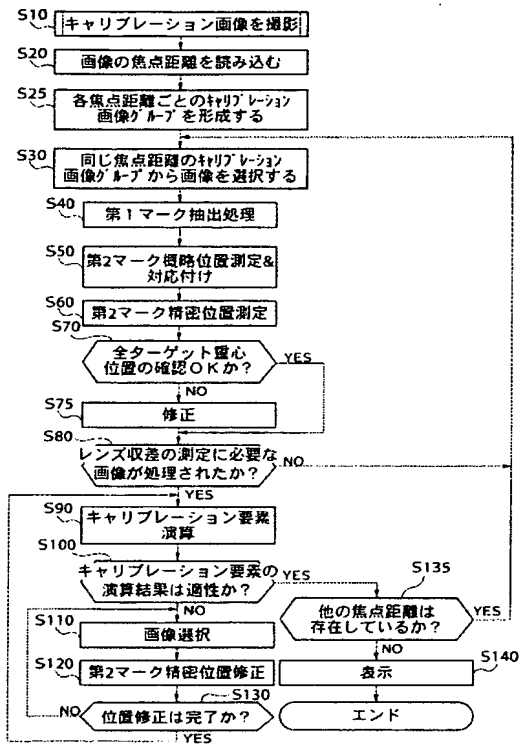 S10
キャリブレーション画像を撮影
S20
画像の焦点距離を読み込む
S25
各焦点距離ごとのｷｬﾘﾌﾞﾚｰｼｮﾝ
画像ｸﾞﾙｰﾌﾟを形成する
S30
同じ焦点距離のｷｬﾘﾌﾞﾚｰｼｮﾝ
画像ｸﾞﾙｰﾌﾟから画像を選択する
S40
第１マーク抽出処理
S50
第2マーク概略位置測定&
対応付け
S60
第2マーク精密位置測定
S70
全ターゲット重心
位置の確認ＯＫか？
YES
NO
S75
修正
S80
レンズ収差の測定に必要な
画像が処理されたか？
NO
YES
S90
キャリブレーション要素
演算
S100
キャリブレーション要素の
演算結果は適性か？
YES
NO
S135
他の焦点距離は
存在しているか？
YES
NO
S110
画像選択
S120
第2マーク精密位置修正
S140
表示
S130
位置修正は完了か？
NO
YES
エンド